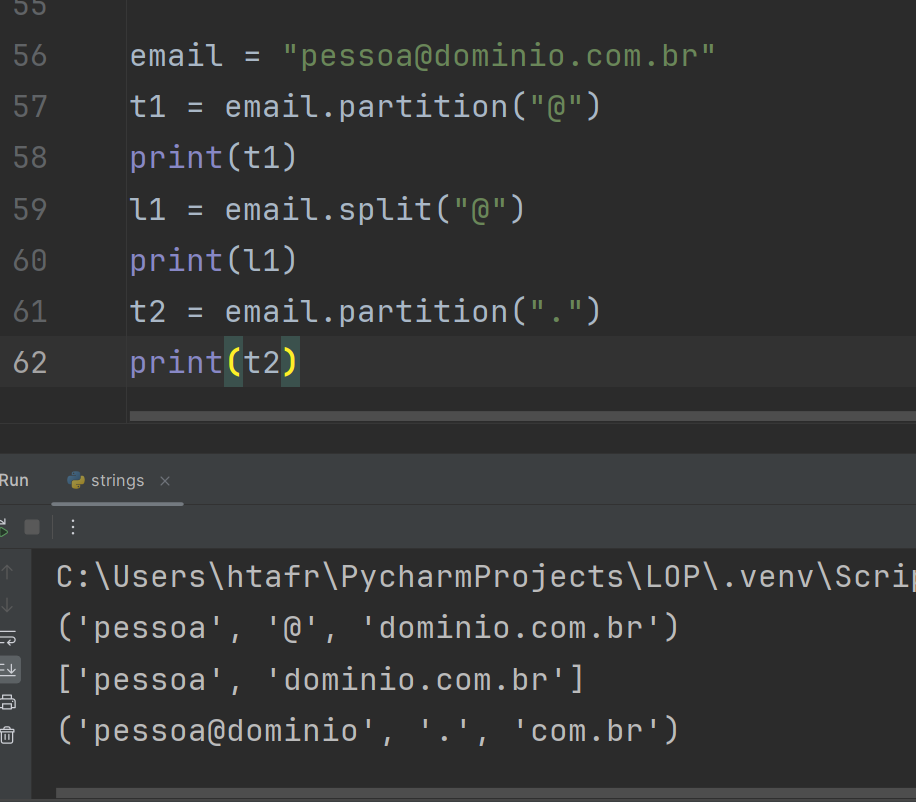 55
56 email = "pessoa@dominio.com.br"
57 t1 = email.partition("@")
58 print(t1)
59 l1 = email.split("@")
60 print(l1)
61 t2 = email.partition(".")
62 print(t2)
Run strings ×
C:\Users\htafr\PycharmProjects\LOP\.venv\Scrip
('pessoa', '@', 'dominio.com.br')
['pessoa', 'dominio.com.br']
('pessoa@dominio', '.', 'com.br')